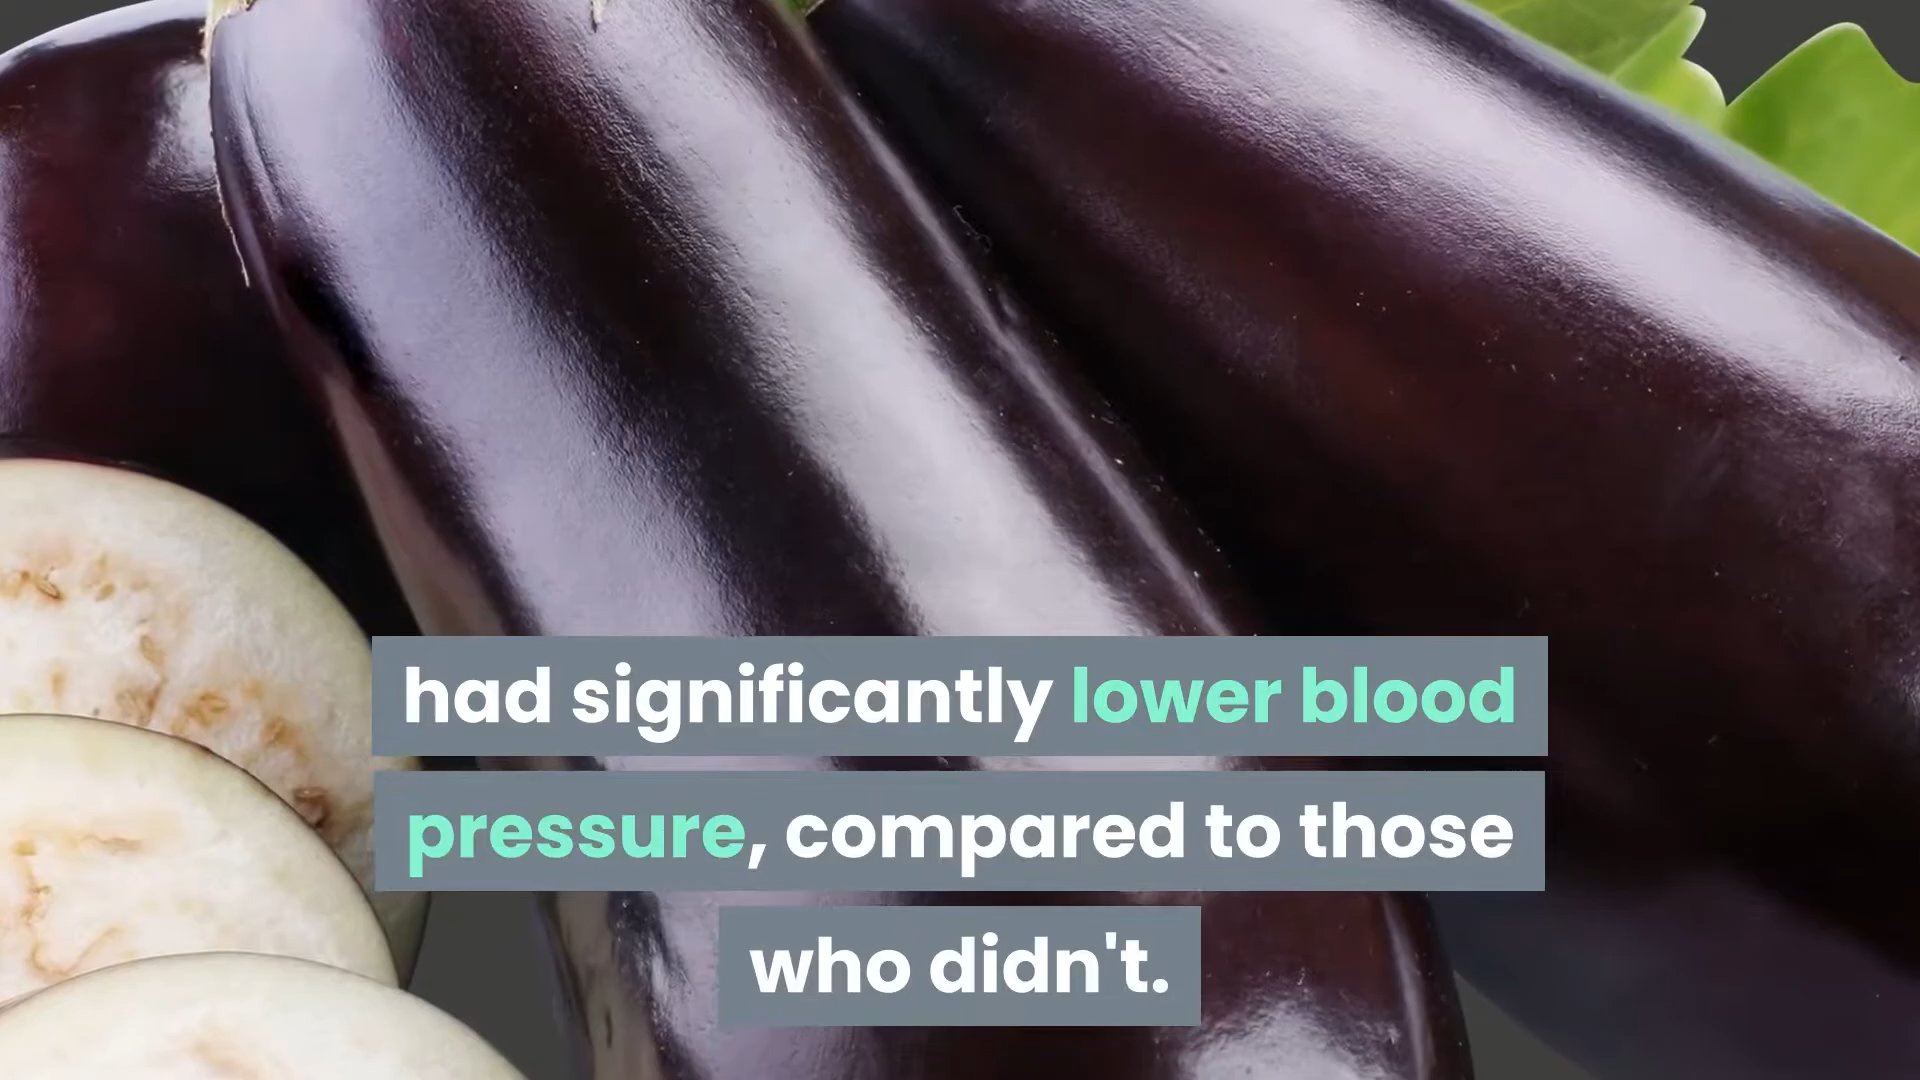 had significantly lower blood
pressure, compared to those
who didn't.